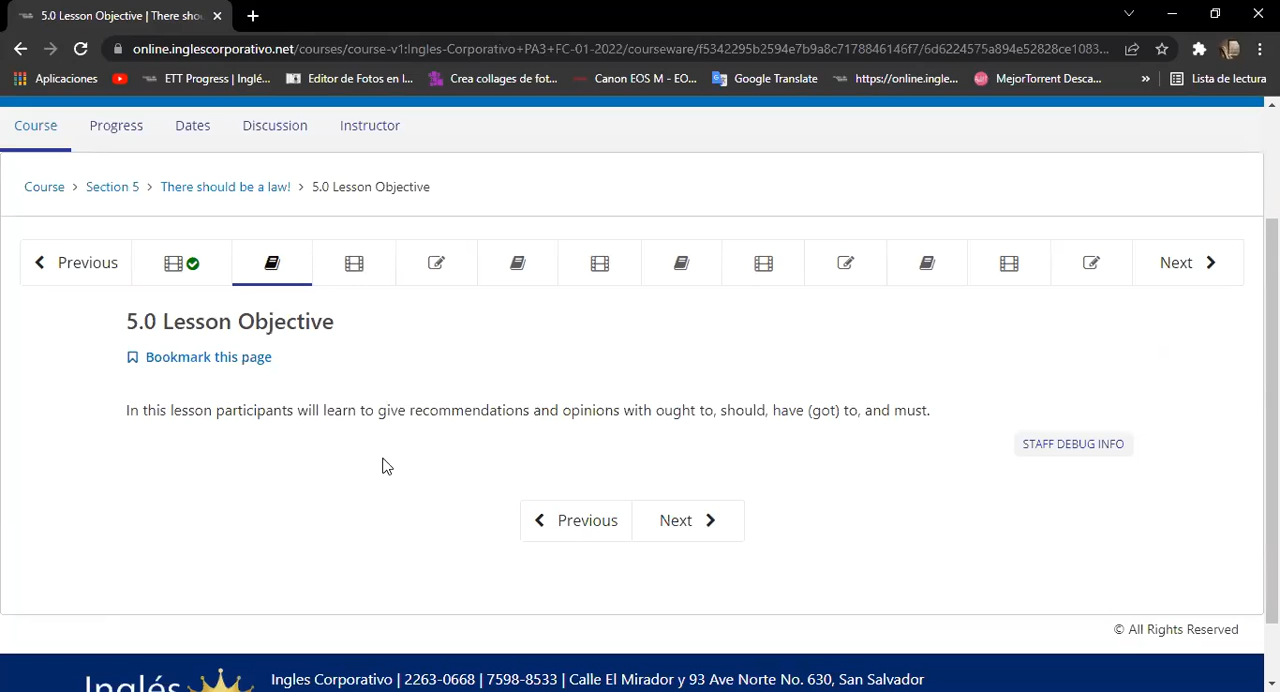 5.0 Lesson Objective | There shou
online.inglescorporativo.net/courses/course-v1:Ingles-Corporativo+PA3+FC-01-2022/courseware/f5342295b2594e7b9a8c7178846146f7/6d6224575a894e52828ce1083...
Aplicaciones ETT Progress | Inglé... Editor de Fotos en l... Crea collages de fot... Canon EOS M - EO... Google Translate https://online.ingle... MejorTorrent Desca... » Lista de lectura
Course Progress Dates Discussion Instructor
Course > Section 5 > There should be a law! > 5.0 Lesson Objective
Previous Next
5.0 Lesson Objective
Bookmark this page
In this lesson participants will learn to give recommendations and opinions with ought to, should, have (got) to, and must.
STAFF DEBUG INFO
Previous Next
© All Rights Reserved
Inglés
Ingles Corporativo | 2263-0668 | 7598-8533 | Calle El Mirador y 93 Ave Norte No. 630, San Salvador